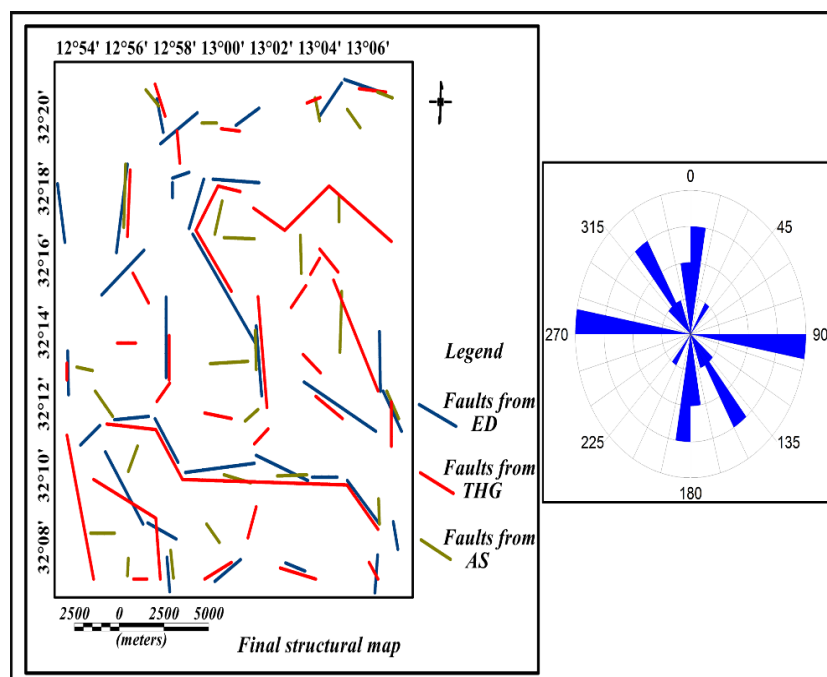 12°54' 12°56' 12°58' 13°00' 13°02' 13°04' 13°06'
32°20'
32°18'
32°16'
32°14'
32°12'
32°10'
32°08'
Legend
Faults from
ED
Faults from
THG
Faults from
AS
2500 0 2500 5000
(meters)
Final structural map
0
45
90
135
180
225
270
315